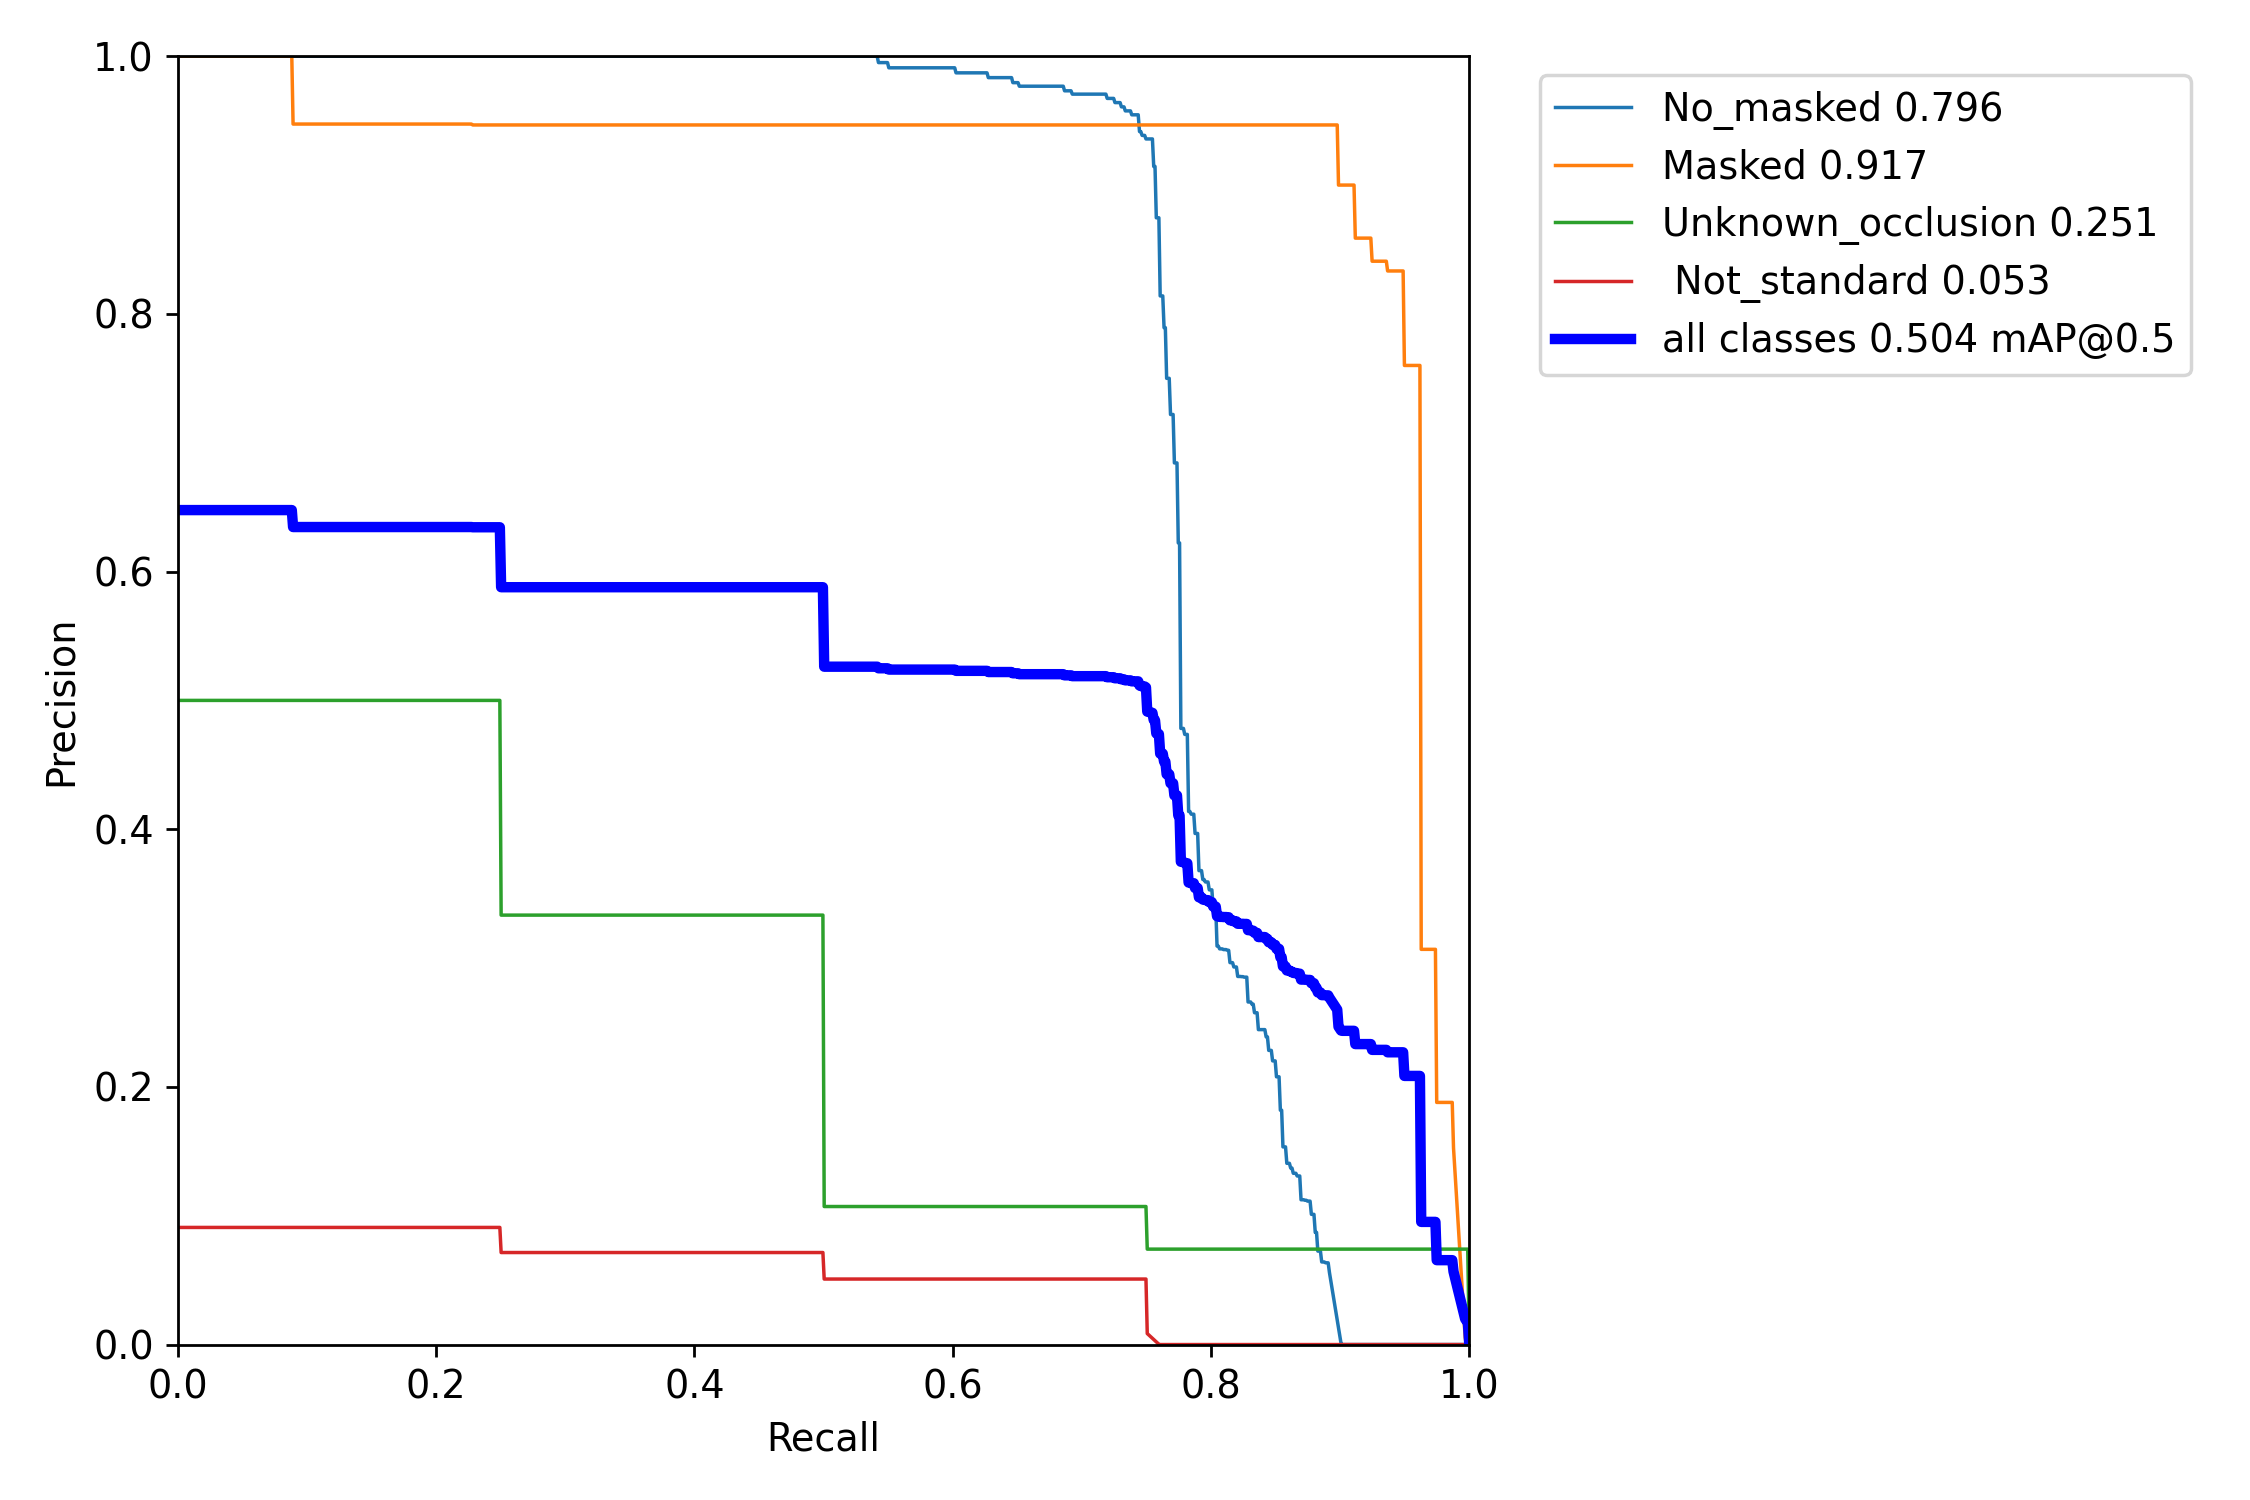 No_masked 0.796
Masked 0.917
Unknown_occlusion 0.251
Not_standard 0.053
all classes 0.504 mAP@0.5
1.0
0.8
0.6
0.4
0.2
0.0
Precision
0.0 0.2 0.4 0.6 0.8 1.0
Recall